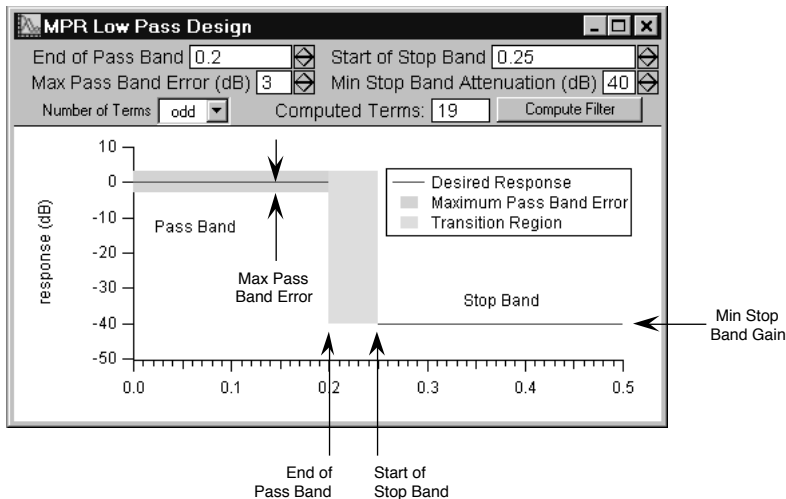 MPR Low Pass Design
End of Pass Band 0.2 Start of Stop Band 0.25
Max Pass Band Error (dB) 3 Min Stop Band Attenuation (dB) 40
Number of Terms odd Computed Terms: 19 Compute Filter
10
0
-10
-20
-30
-40
-50
response (dB)
Desired Response
Maximum Pass Band Error
Transition Region
Pass Band
Max Pass
Band Error
Stop Band
Min Stop
Band Gain
0.0 0.1 0.2 0.3 0.4 0.5
End of
Pass Band
Start of
Stop Band